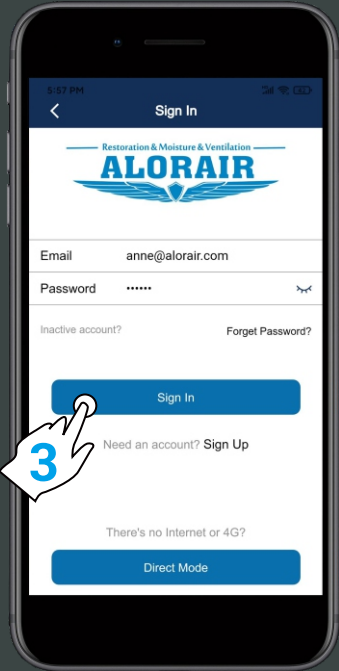 5:57 PM
Sign In
Restoration & Moisture & Ventilation
ALORAIR
Email anne@alorair.com
Password ••••••
Inactive account? Forget Password?
Sign In
3
Need an account? Sign Up
There's no Internet or 4G?
Direct Mode